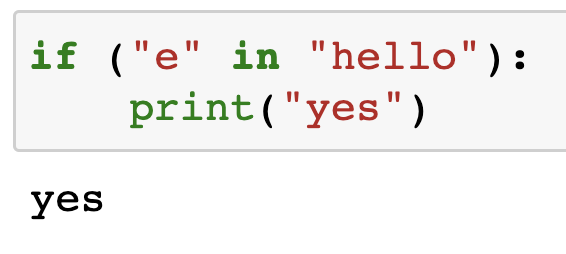 if ("e" in "hello"):
    print("yes")
yes